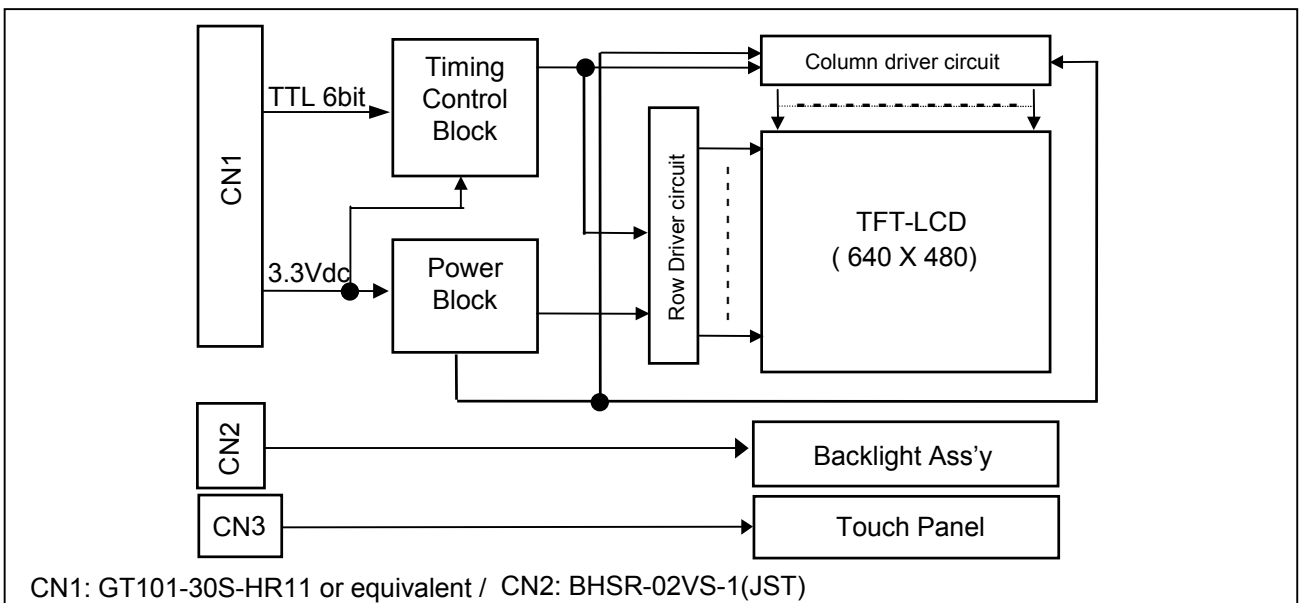 CN1
TTL 6bit
3.3Vdc
Timing
Control
Block
Power
Block
Row Driver circuit
Column driver circuit
TFT-LCD
( 640 X 480)
CN2
Backlight Ass'y
CN3
Touch Panel
CN1: GT101-30S-HR11 or equivalent / CN2: BHSR-02VS-1(JST)